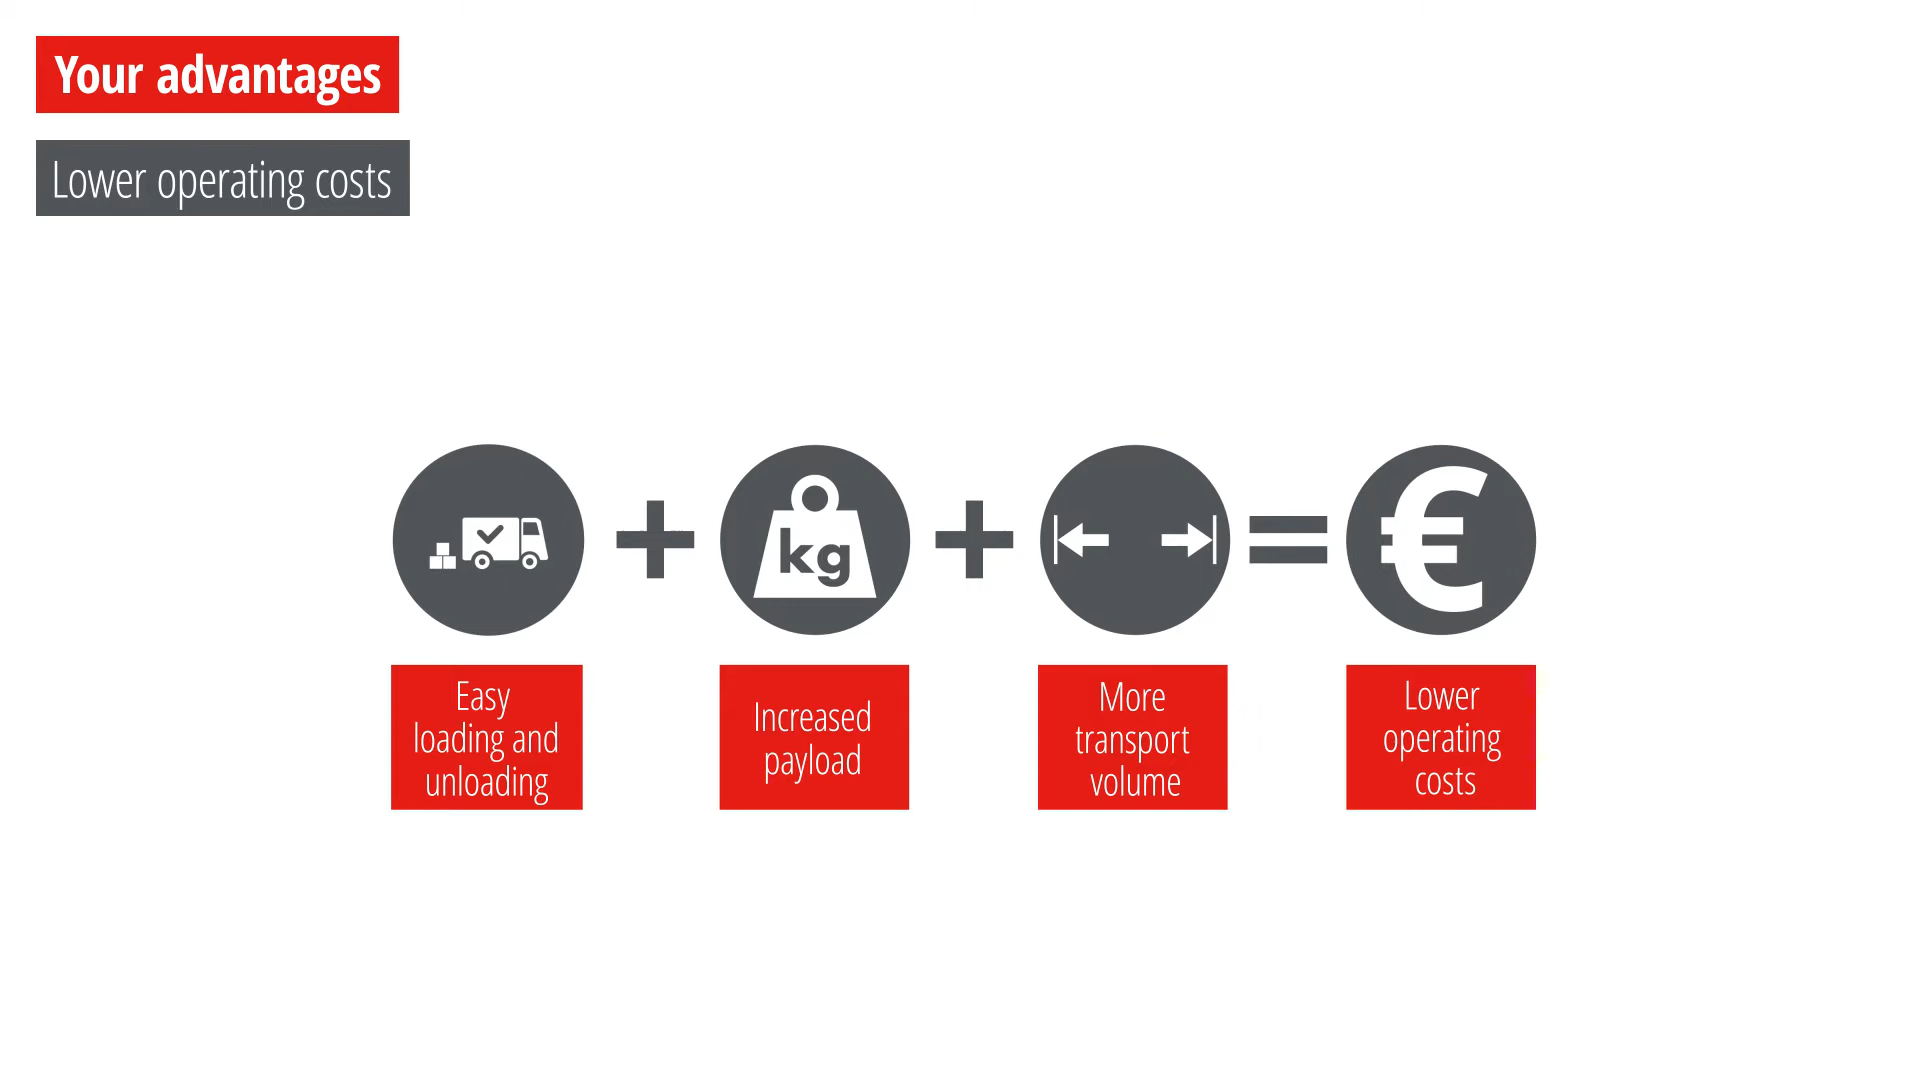 Your advantages
Lower operating costs
kg
€
Easy
loading and
unloading
Increased
payload
More
transport
volume
Lower
operating
costs